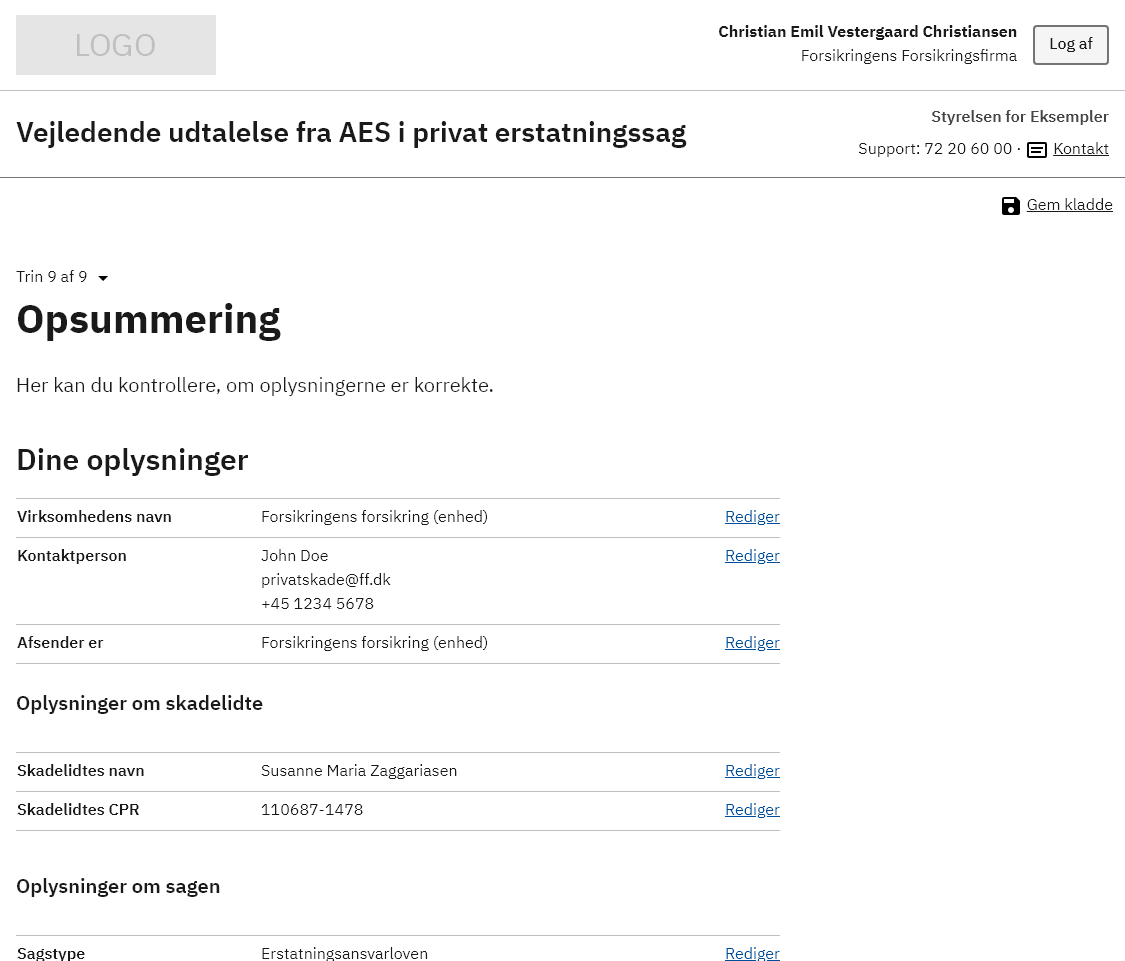 LOGO
Christian Emil Vestergaard Christiansen
Forsikringens Forsikringsfirma
Log af
Vejledende udtalelse fra AES i privat erstatningssag
Styrelsen for Eksempler
Support: 72 20 60 00 · Kontakt
Gem kladde
Trin 9 af 9
Opsummering
Her kan du kontrollere, om oplysningerne er korrekte.
Dine oplysninger
Virksomhedens navn Forsikringens forsikring (enhed) Rediger
Kontaktperson John Doe Rediger
privatskade@ff.dk
+45 1234 5678
Afsender er Forsikringens forsikring (enhed) Rediger
Oplysninger om skadelidte
Skadelidtes navn Susanne Maria Zaggariasen Rediger
Skadelidtes CPR 110687-1478 Rediger
Oplysninger om sagen
Sagstype Erstatningsansvarloven Rediger